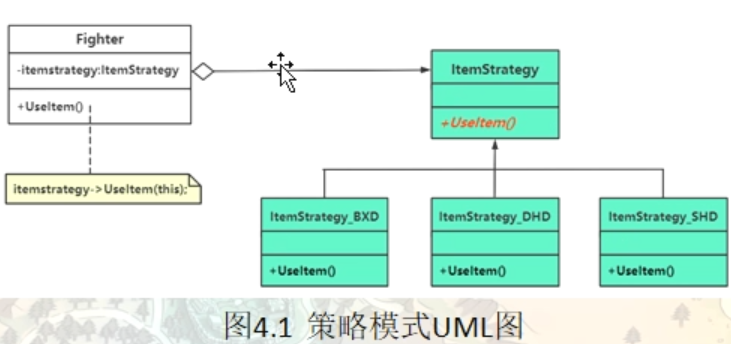 Fighter
-itemstrategy:ItemStrategy
+UseItem()
itemstrategy->UseItem(this);
ItemStrategy
+UseItem()
ItemStrategy_BXD
+UseItem()
ItemStrategy_DHD
+UseItem()
ItemStrategy_SHD
+UseItem()
图4.1 策略模式UML图